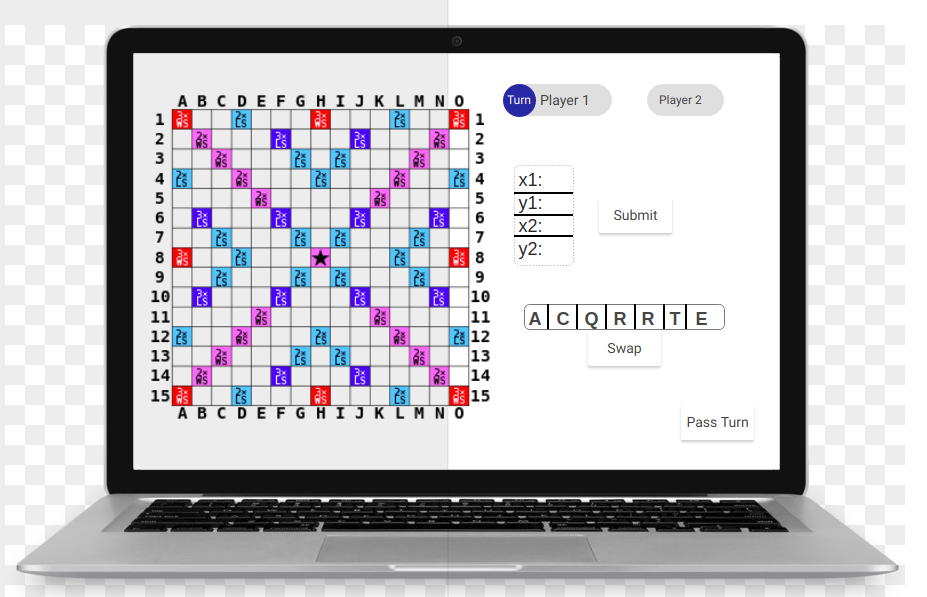 A B C D E F G H I J K L M N O
1 3× WS 2× LS 3× WS 2× LS 3× WS 1
2 2× WS 3× LS 3× LS 2× WS 2
3 2× WS 2× LS 2× LS 2× WS 3
4 2× LS 2× WS 2× LS 2× WS 2× LS 4
5 2× WS 2× WS 5
6 3× LS 3× LS 3× LS 3× LS 6
7 2× LS 2× LS 2× LS 2× LS 7
8 3× WS 2× LS 2× LS 3× WS 8
9 2× LS 2× LS 2× LS 2× LS 9
10 3× LS 3× LS 3× LS 3× LS 10
11 2× WS 2× WS 11
12 2× LS 2× WS 2× LS 2× WS 2× LS 12
13 2× WS 2× LS 2× LS 2× WS 13
14 2× WS 3× LS 3× LS 2× WS 14
15 3× WS 2× LS 3× WS 2× LS 3× WS 15
A B C D E F G H I J K L M N O
Turn Player 1 Player 2
x1:
y1:
x2:
y2:
Submit
A C Q R R T E
Swap
Pass Turn